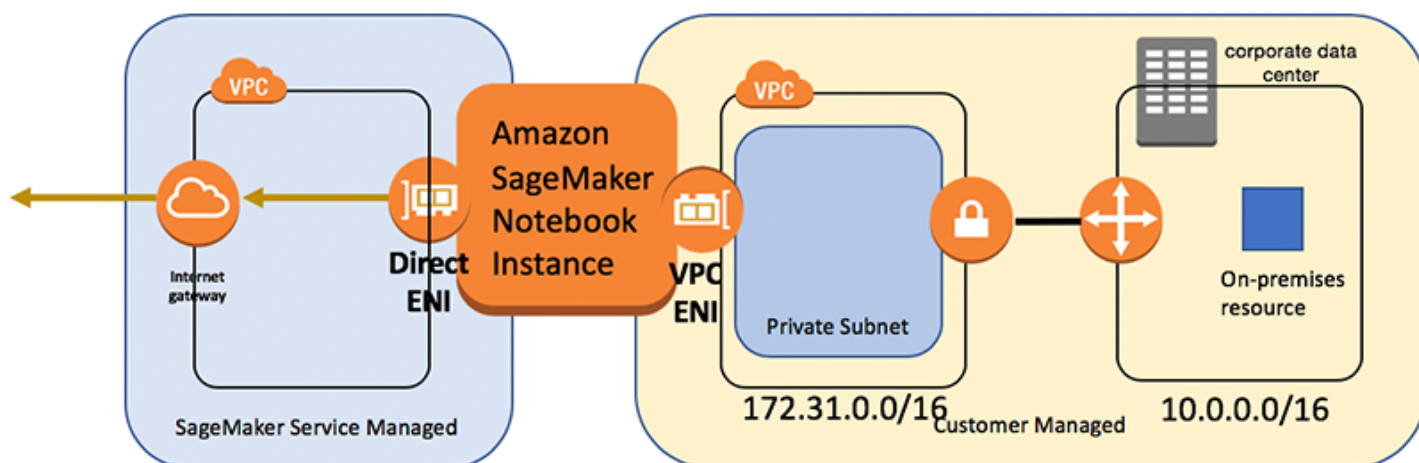 VPC
Internet
gateway
Direct
ENI
SageMaker Service Managed
Amazon
SageMaker
Notebook
Instance
VPC
ENI
VPC
Private Subnet
172.31.0.0/16
Customer Managed
corporate data
center
On-premises
resource
10.0.0.0/16